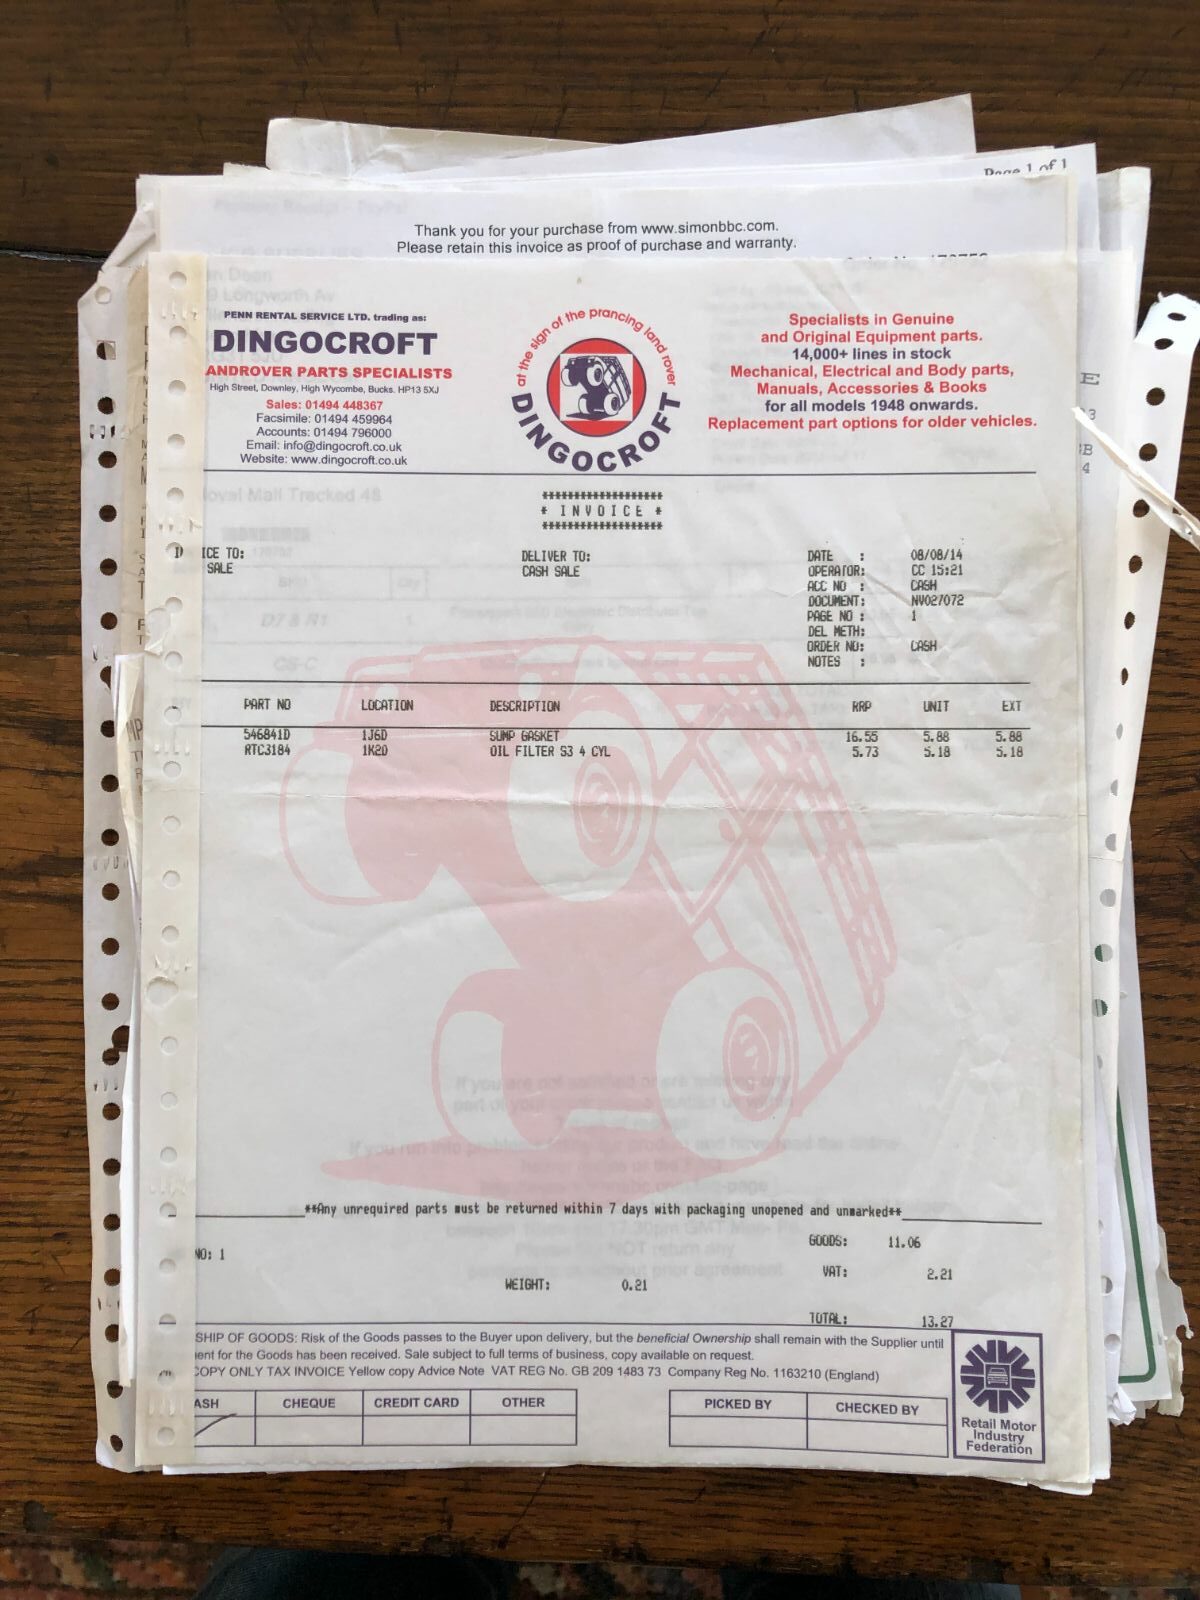 Page 1 of 1
Thank you for your purchase from www.simonbbc.com.
Please retain this invoice as proof of purchase and warranty.
PENN RENTAL SERVICE LTD. trading as:
DINGOCROFT
ANDROVER PARTS SPECIALISTS
High Street, Downley, High Wycombe, Bucks. HP13 5XJ
Sales: 01494 448367
Facsimile: 01494 459964
Accounts: 01494 796000
Email: info@dingocroft.co.uk
Website: www.dingocroft.co.uk
at the sign of the prancing land rover
DINGOCROFT
Specialists in Genuine
and Original Equipment parts.
14,000+ lines in stock
Mechanical, Electrical and Body parts,
Manuals, Accessories & Books
for all models 1948 onwards.
Replacement part options for older vehicles.
Royal Mail Tracked 48
*******************
* I N V O I C E *
*******************
ICE TO:
SALE
DELIVER TO:
CASH SALE
DATE : 08/08/14
OPERATOR: CC 15:21
ACC NO : CASH
DOCUMENT: NV027072
PAGE NO : 1
DEL METH:
ORDER NO: CASH
NOTES :
PART NO LOCATION DESCRIPTION RRP UNIT EXT
546841D 1J6D SUMP GASKET 16.55 5.88 5.88
RTC3184 1K2D OIL FILTER S3 4 CYL 5.73 5.18 5.18
**Any unrequired parts must be returned within 7 days with packaging unopened and unmarked**
NO: 1
WEIGHT: 0.21
GOODS: 11.06
VAT: 2.21
TOTAL: 13.27
SHIP OF GOODS: Risk of the Goods passes to the Buyer upon delivery, but the beneficial Ownership shall remain with the Supplier until
ent for the Goods has been received. Sale subject to full terms of business, copy available on request.
COPY ONLY TAX INVOICE Yellow copy Advice Note VAT REG No. GB 209 1483 73 Company Reg No. 1163210 (England)
ASH CHEQUE CREDIT CARD OTHER
PICKED BY CHECKED BY
Retail Motor
Industry
Federation